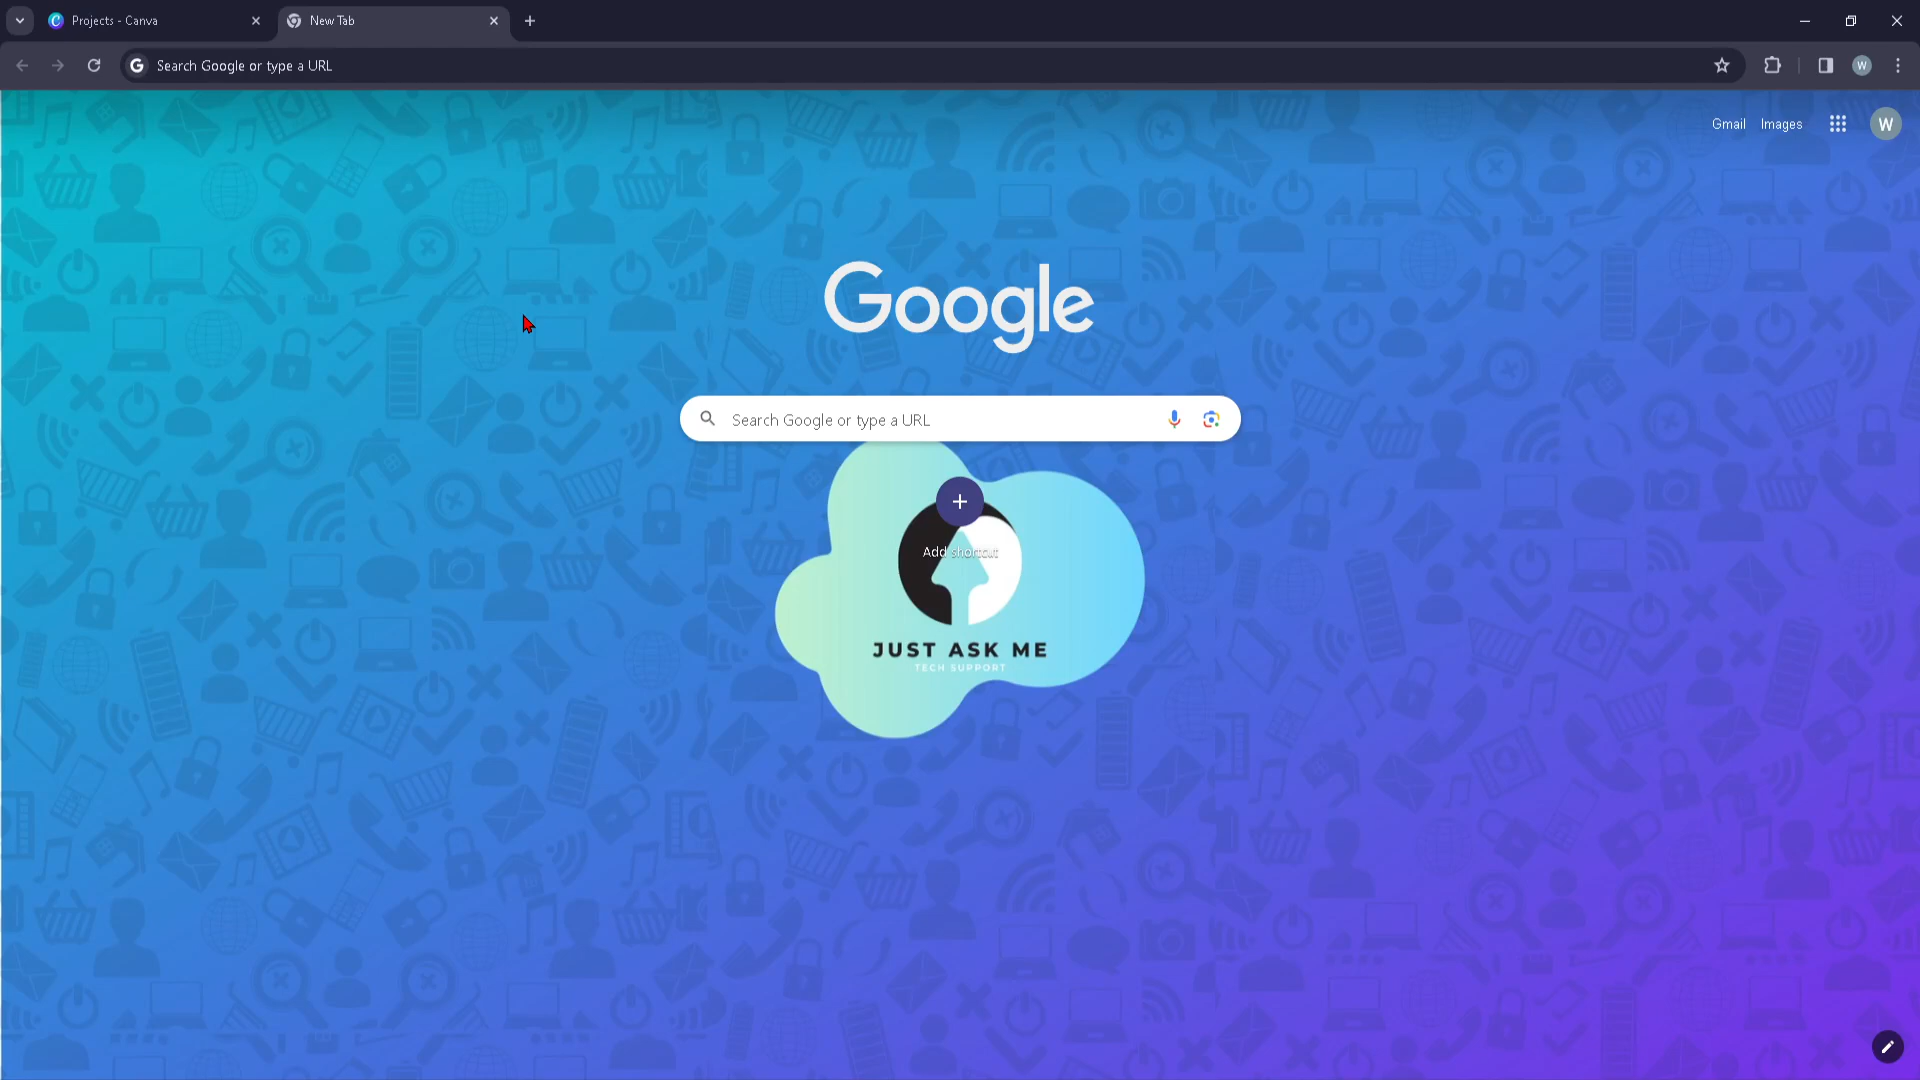 Projects - Canva
New Tab
Search Google or type a URL
W
Gmail
Images
W
Google
Search Google or type a URL
Add shortcut
JUST ASK ME
TECH SUPPORT